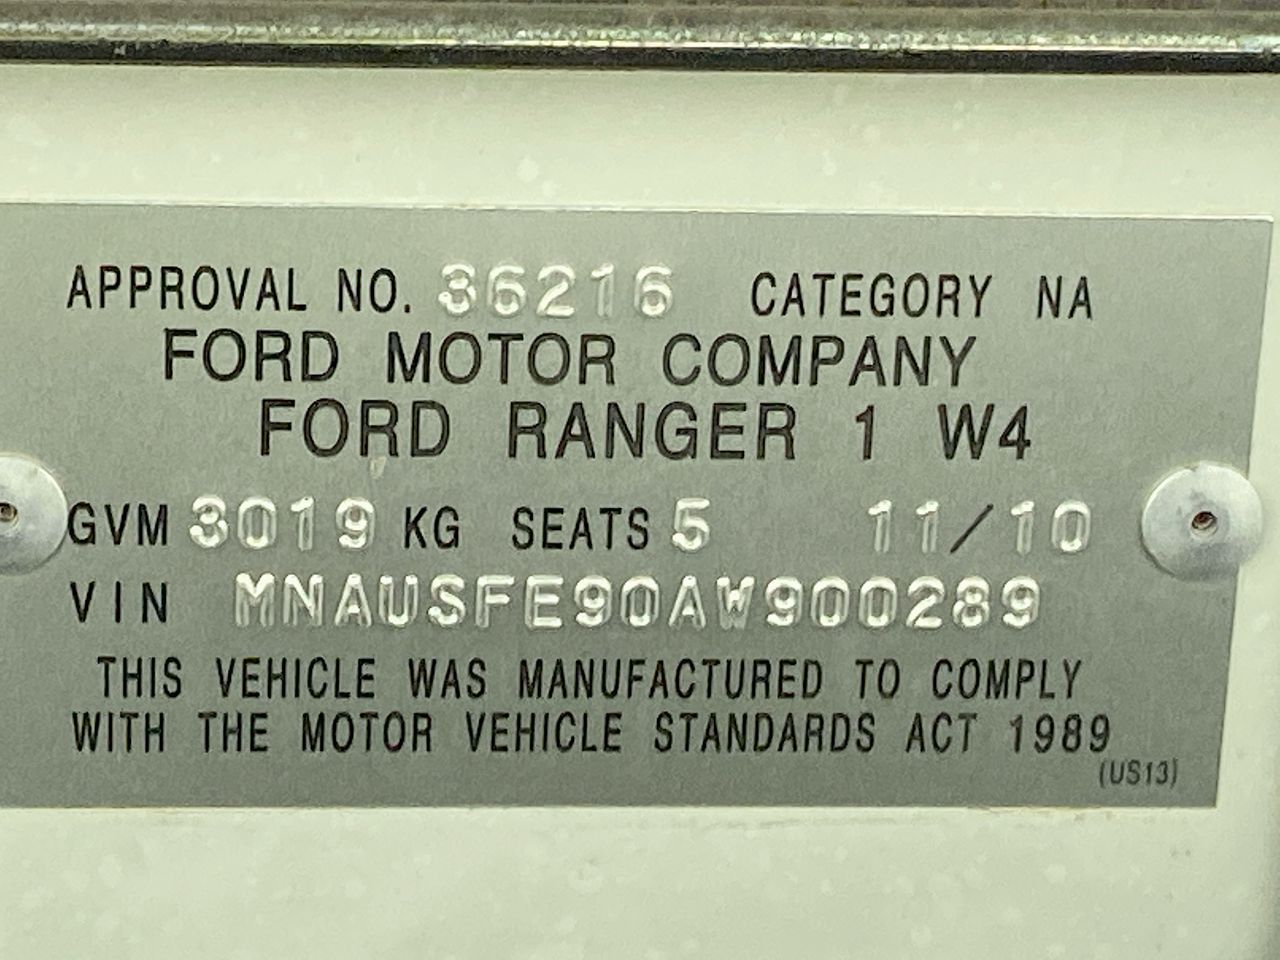 APPROVAL NO. 36216 CATEGORY NA
FORD MOTOR COMPANY
FORD RANGER 1 W4
GVM 3019 KG SEATS 5 11/10
VIN MNAUSFE90AW900289
THIS VEHICLE WAS MANUFACTURED TO COMPLY
WITH THE MOTOR VEHICLE STANDARDS ACT 1989
(US13)